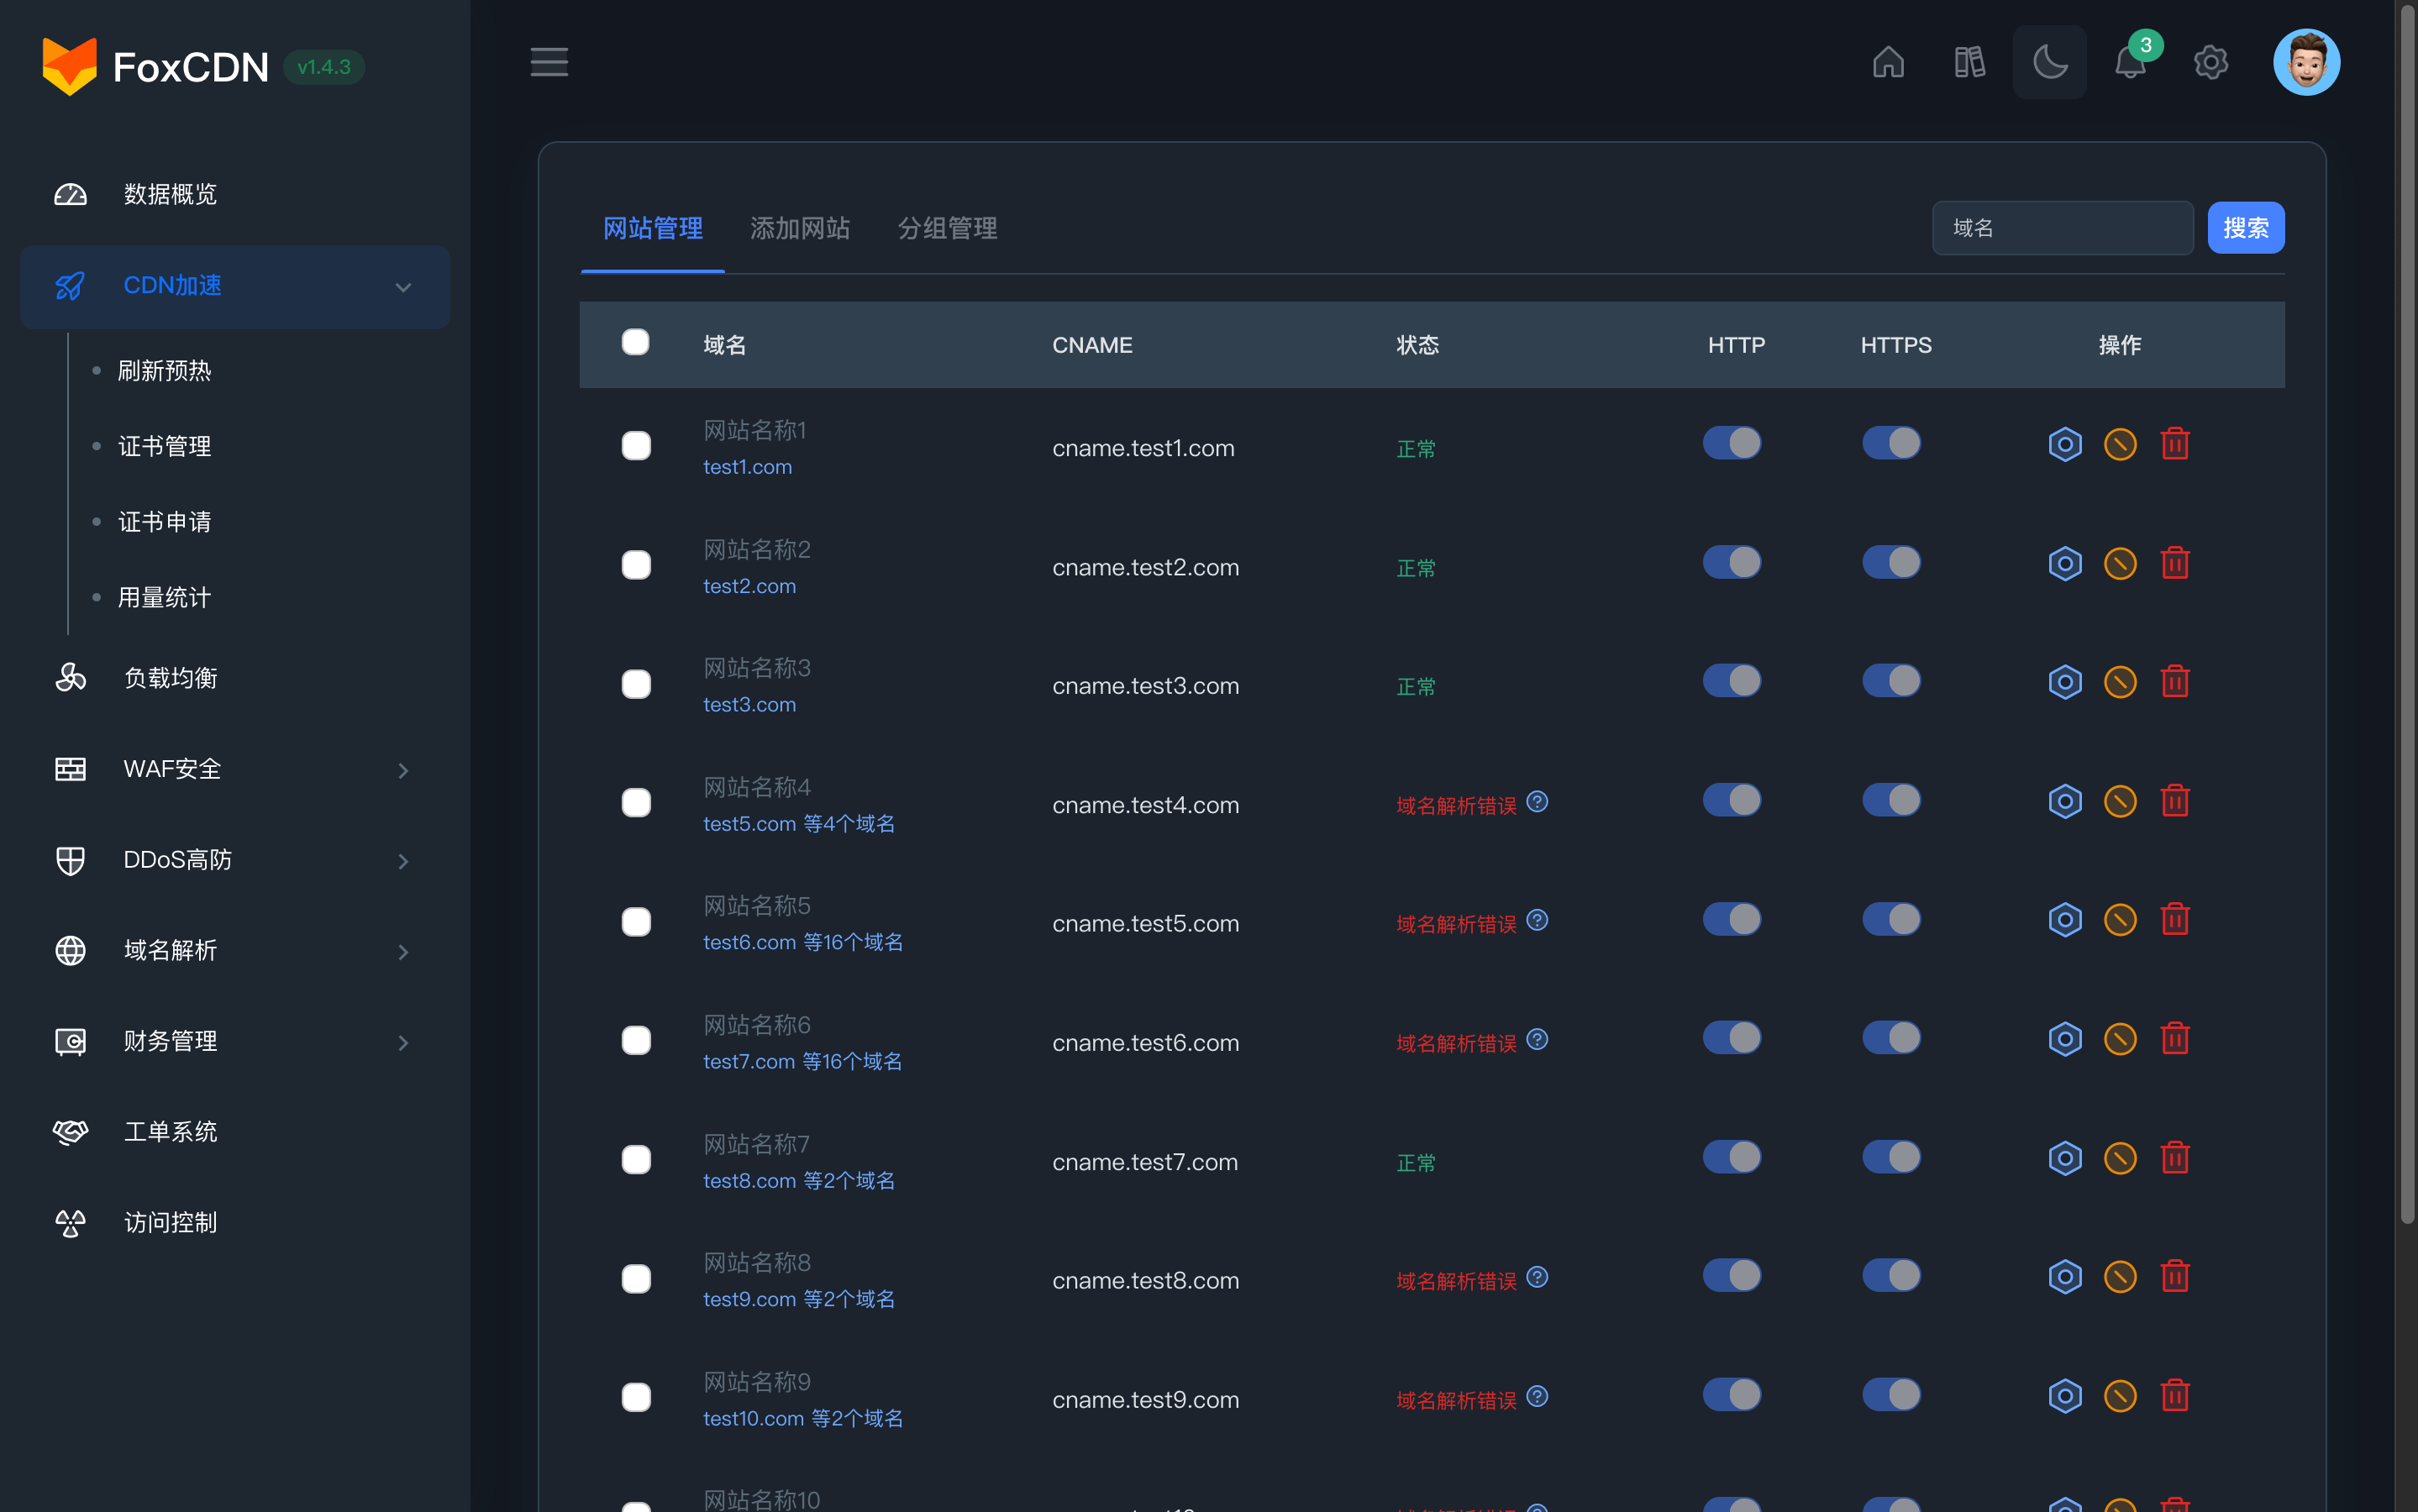 FoxCDN v1.4.3
3
数据概览
CDN加速
刷新预热
证书管理
证书申请
用量统计
负载均衡
WAF安全
DDoS高防
域名解析
财务管理
工单系统
访问控制
网站管理 添加网站 分组管理 域名 搜索
域名 CNAME 状态 HTTP HTTPS 操作
网站名称1
test1.com cname.test1.com 正常
网站名称2
test2.com cname.test2.com 正常
网站名称3
test3.com cname.test3.com 正常
网站名称4
test5.com 等4个域名 cname.test4.com 域名解析错误
网站名称5
test6.com 等16个域名 cname.test5.com 域名解析错误
网站名称6
test7.com 等16个域名 cname.test6.com 域名解析错误
网站名称7
test8.com 等2个域名 cname.test7.com 正常
网站名称8
test9.com 等2个域名 cname.test8.com 域名解析错误
网站名称9
test10.com 等2个域名 cname.test9.com 域名解析错误
网站名称10